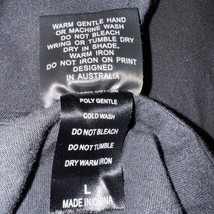 WARM GENTLE HAND
OR MACHINE WASH
DO NOT BLEACH
WRING OR TUMBLE DRY
DRY IN SHADE,
WARM IRON
DO NOT IRON ON PRINT
DESIGNED
IN AUSTRALIA
POLY GENTLE
COLD WASH
DO NOT BLEACH
DO NOT TUMBLE
DRY WARM IRON
L
MADE IN CHINA